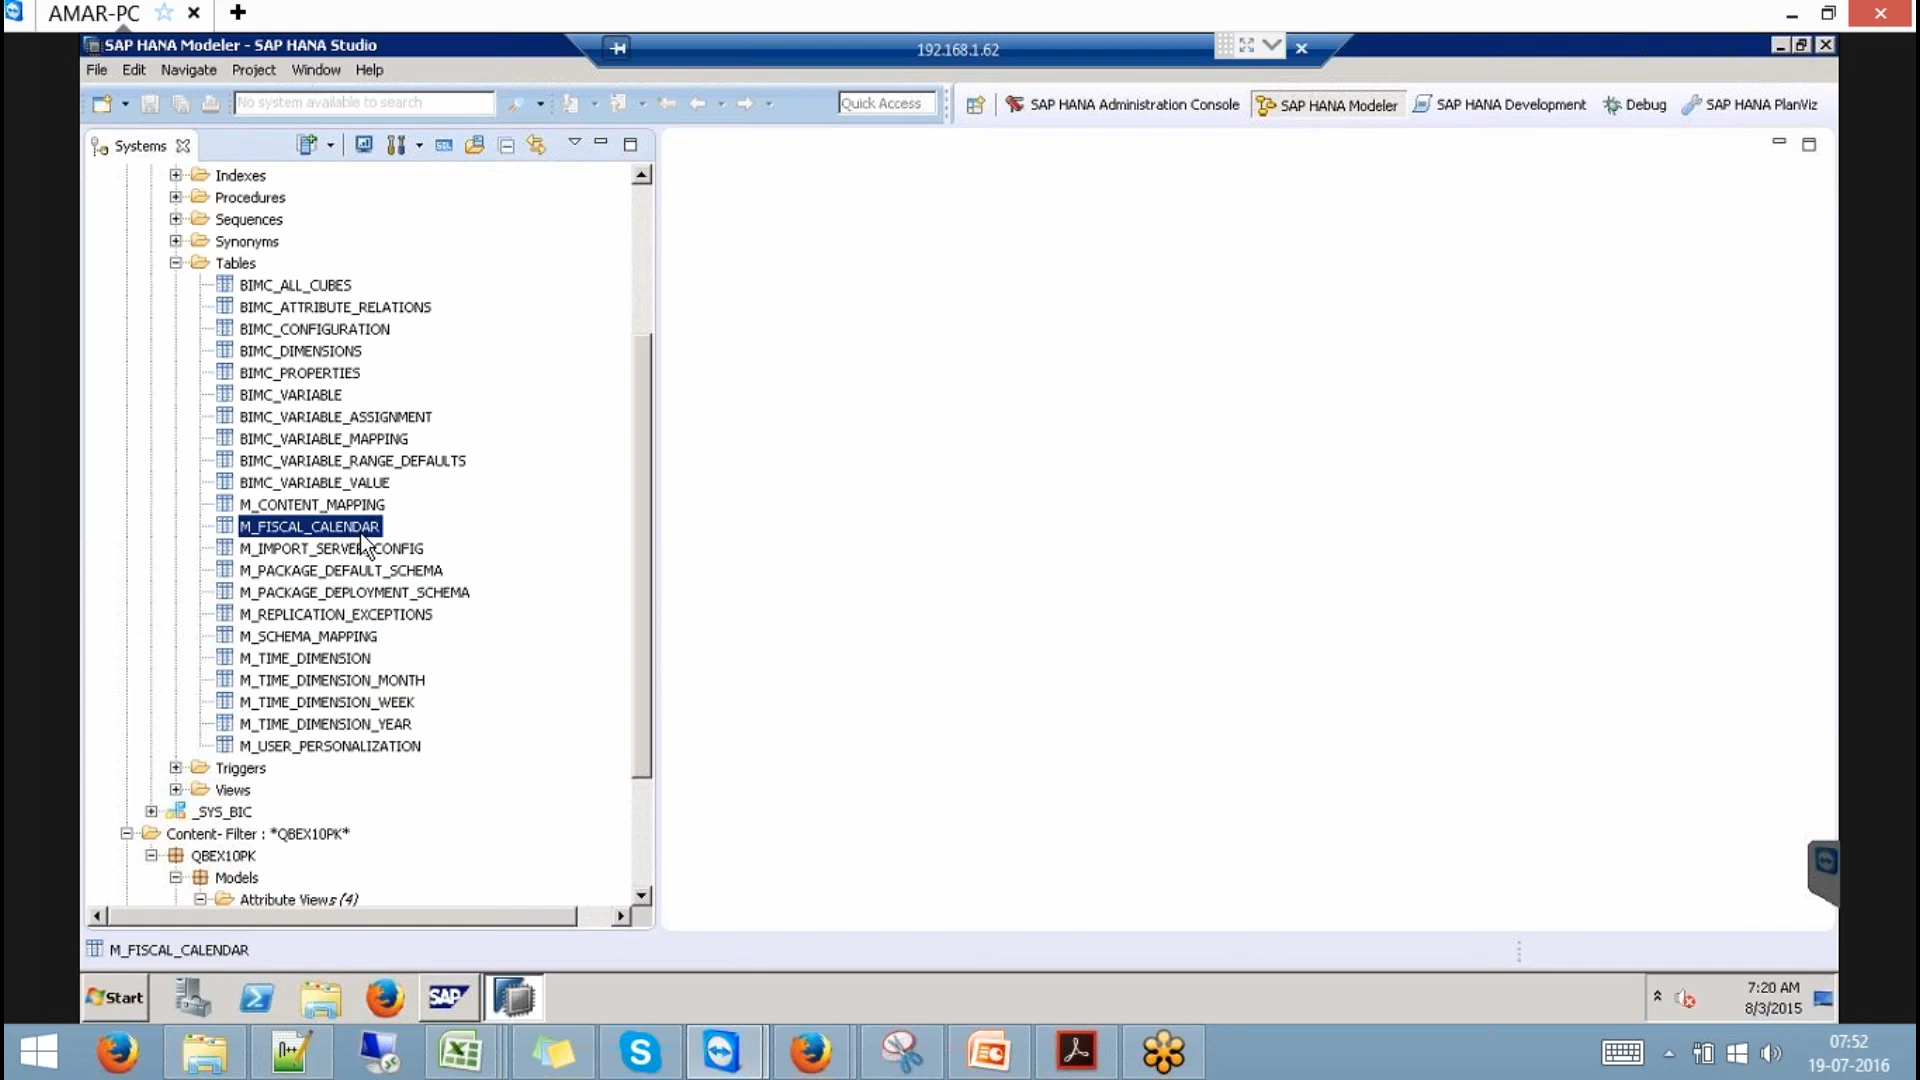 AMAR-PC
SAP HANA Modeler - SAP HANA Studio
192.168.1.62
File Edit Navigate Project Window Help
No system available to search
Quick Access
SAP HANA Administration Console
SAP HANA Modeler
SAP HANA Development
Debug
SAP HANA PlanViz
Systems
Indexes
Procedures
Sequences
Synonyms
Tables
BIMC_ALL_CUBES
BIMC_ATTRIBUTE_RELATIONS
BIMC_CONFIGURATION
BIMC_DIMENSIONS
BIMC_PROPERTIES
BIMC_VARIABLE
BIMC_VARIABLE_ASSIGNMENT
BIMC_VARIABLE_MAPPING
BIMC_VARIABLE_RANGE_DEFAULTS
BIMC_VARIABLE_VALUE
M_CONTENT_MAPPING
M_FISCAL_CALENDAR
M_IMPORT_SERVER_CONFIG
M_PACKAGE_DEFAULT_SCHEMA
M_PACKAGE_DEPLOYMENT_SCHEMA
M_REPLICATION_EXCEPTIONS
M_SCHEMA_MAPPING
M_TIME_DIMENSION
M_TIME_DIMENSION_MONTH
M_TIME_DIMENSION_WEEK
M_TIME_DIMENSION_YEAR
M_USER_PERSONALIZATION
Triggers
Views
_SYS_BIC
Content- Filter : *QBEX10PK*
QBEX10PK
Models
Attribute Views (4)
M_FISCAL_CALENDAR
Start
SAP
7:20 AM
8/3/2015
07:52
19-07-2016